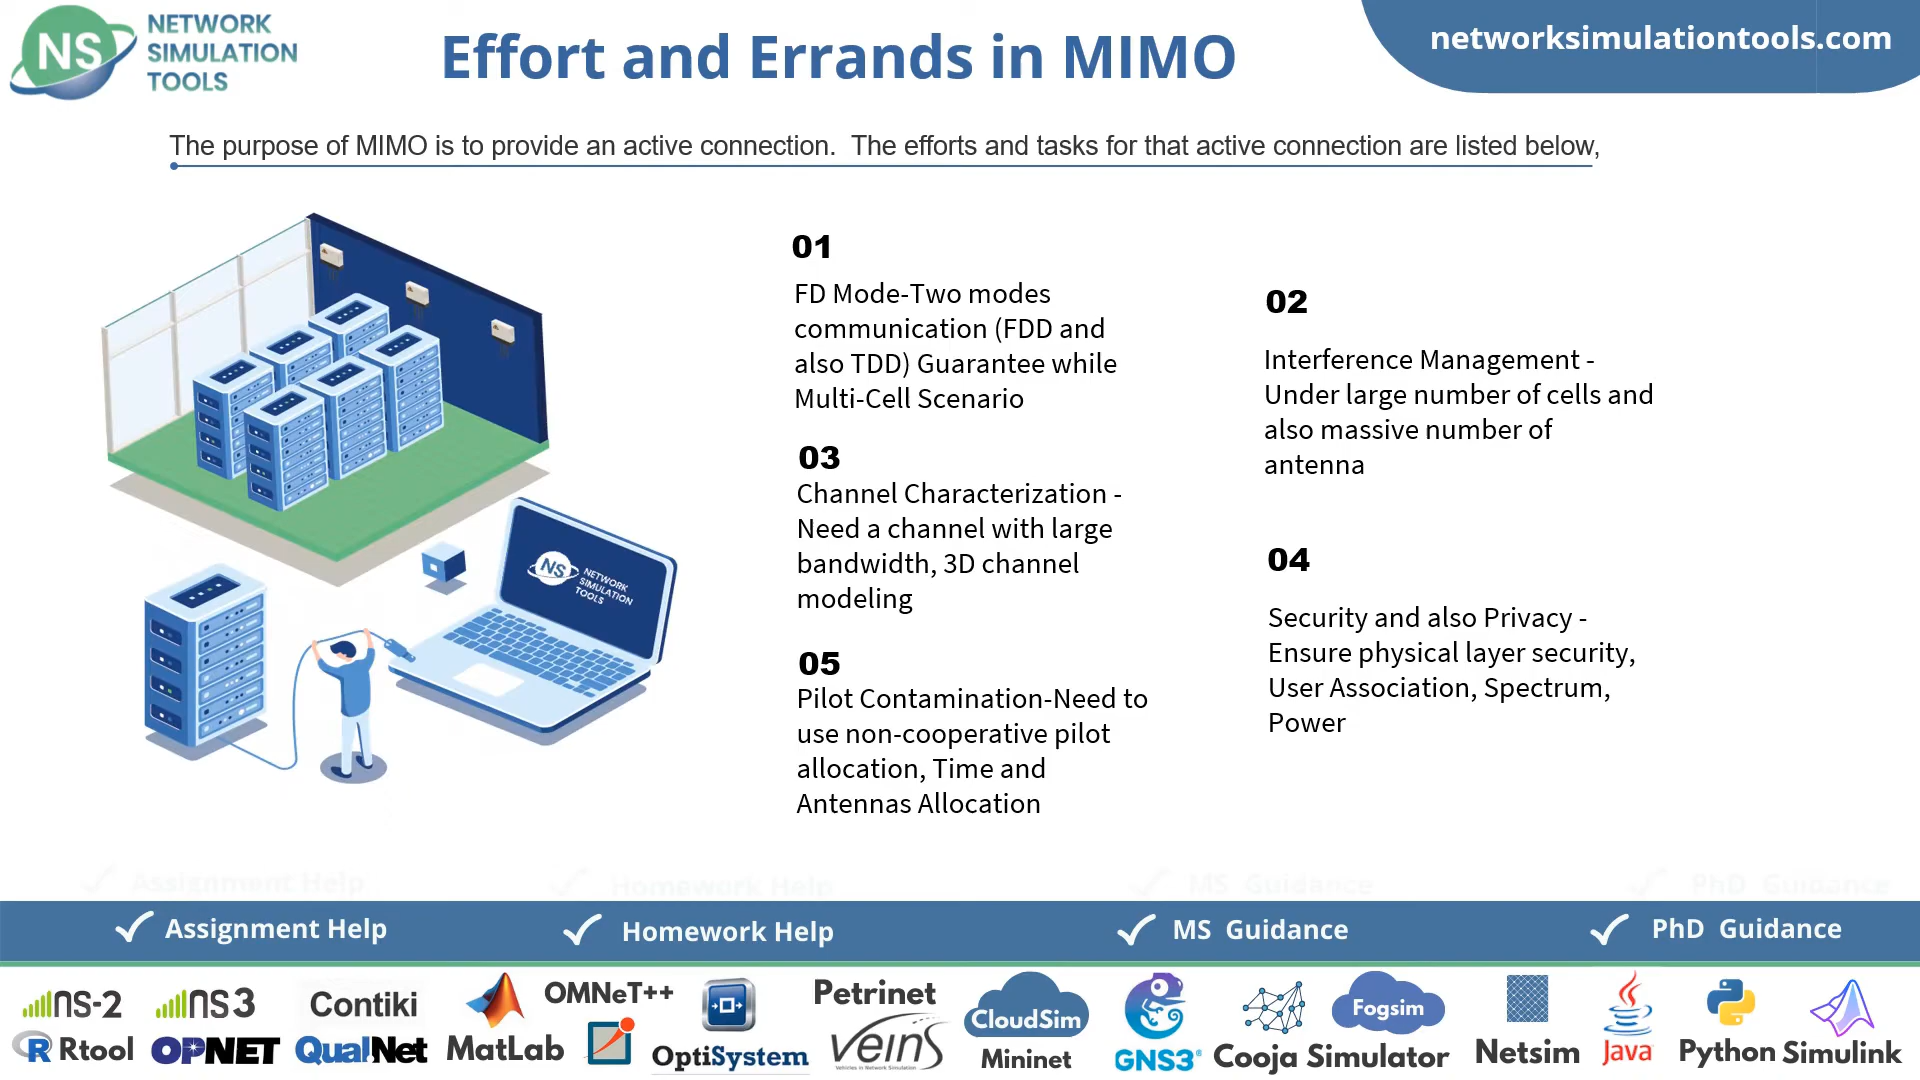 NS
NETWORK
SIMULATION
TOOLS
Effort and Errands in MIMO
networksimulationtools.com
The purpose of MIMO is to provide an active connection.  The efforts and tasks for that active connection are listed below,
01
FD Mode-Two modes
communication (FDD and
also TDD) Guarantee while
Multi-Cell Scenario
02
Interference Management -
Under large number of cells and
also massive number of
antenna
03
Channel Characterization -
Need a channel with large
bandwidth, 3D channel
modeling
04
Security and also Privacy -
Ensure physical layer security,
User Association, Spectrum,
Power
05
Pilot Contamination-Need to
use non-cooperative pilot
allocation, Time and
Antennas Allocation
NS
NETWORK
SIMULATION
TOOLS
Assignment Help
Homework Help
MS  Guidance
PhD  Guidance
Assignment Help
Homework Help
MS  Guidance
PhD  Guidance
ns-2
ns3
Contiki
OMNeT++
Petrinet
CloudSim
Fogsim
Rtool
OPNET
QualNet
MatLab
OptiSystem
veins
Vehicles in Network Simulation
Mininet
GNS3
Cooja Simulator
Netsim
Java
Python
Simulink